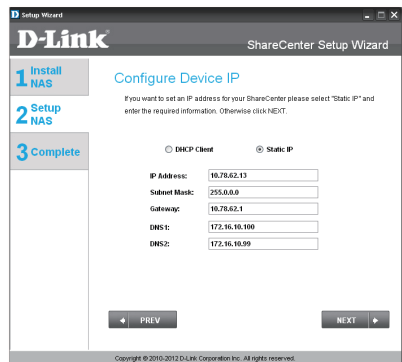 D Setup Wizard
D-Link
ShareCenter Setup Wizard
1 Install NAS
2 Setup NAS
3 Complete
Configure Device IP
If you want to set an IP address for your ShareCenter please select "Static IP" and
enter the required information. Otherwise click NEXT.
DHCP Client Static IP
IP Address: 10.78.62.13
Subnet Mask: 255.0.0.0
Gateway: 10.78.62.1
DNS1: 172.16.10.100
DNS2: 172.16.10.99
PREV NEXT
Copyright © 2010-2012 D-Link Corporation Inc. All rights reserved.